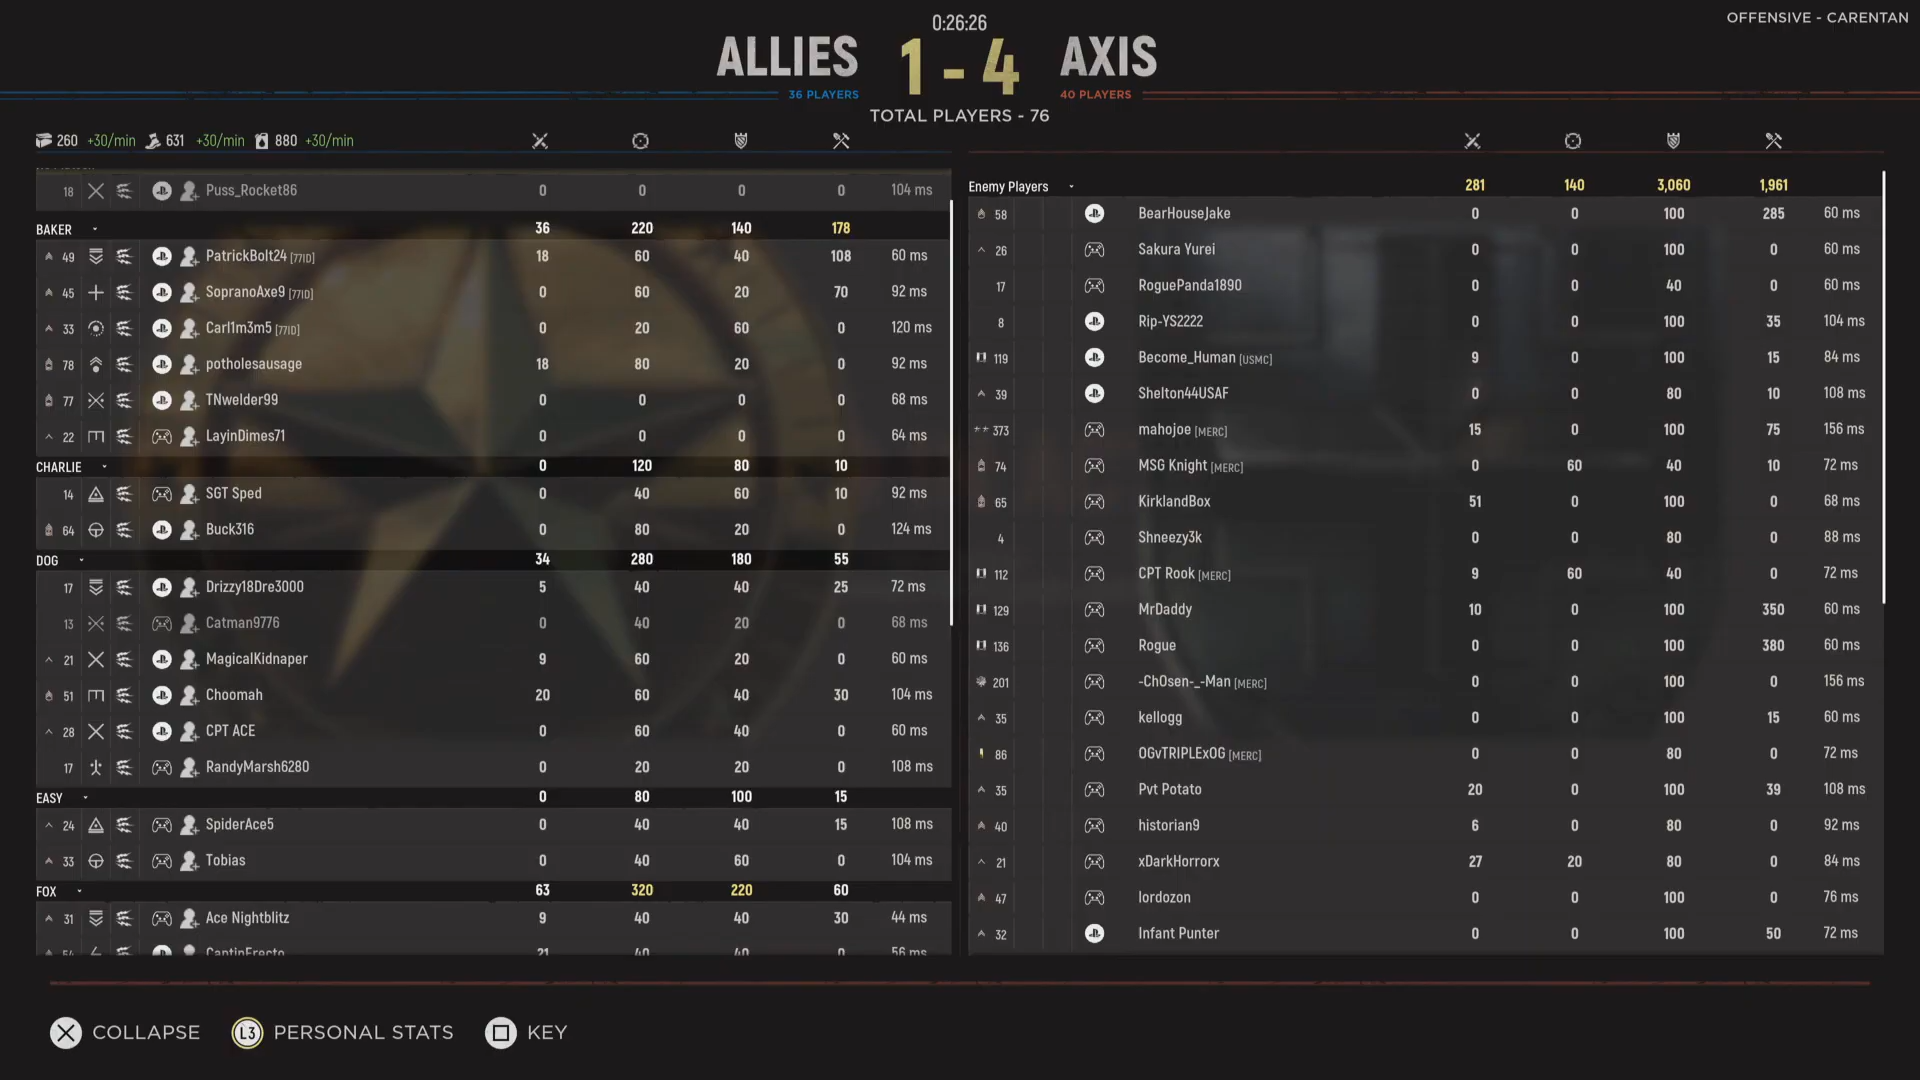 0:26:26
OFFENSIVE - CARENTAN
ALLIES 1 - 4 AXIS
36 PLAYERS 40 PLAYERS
TOTAL PLAYERS - 76
260 +30/min 631 +30/min 880 +30/min
18 Puss_Rocket86 0 0 0 0 104 ms
BAKER 36 220 140 178
49 PatrickBolt24 [77ID] 18 60 40 108 60 ms
45 SopranoAxe9 [77ID] 0 60 20 70 92 ms
33 Carl1m3m5 [77ID] 0 20 60 0 120 ms
78 potholesausage 18 80 20 0 92 ms
77 TNwelder99 0 0 0 0 68 ms
22 LayinDimes71 0 0 0 0 64 ms
CHARLIE 0 120 80 10
14 SGT Sped 0 40 60 10 92 ms
64 Buck316 0 80 20 0 124 ms
DOG 34 280 180 55
17 Drizzy18Dre3000 5 40 40 25 72 ms
13 Catman9776 0 40 20 0 68 ms
21 MagicalKidnaper 9 60 20 0 60 ms
51 Choomah 20 60 40 30 104 ms
28 CPT ACE 0 60 40 0 60 ms
17 RandyMarsh6280 0 20 20 0 108 ms
EASY 0 80 100 15
24 SpiderAce5 0 40 40 15 108 ms
33 Tobias 0 40 60 0 104 ms
FOX 63 320 220 60
31 Ace Nightblitz 9 40 40 30 44 ms
54 CaptinErecto 21 40 40 0 56 ms
Enemy Players 281 140 3,060 1,961
58 BearHouseJake 0 0 100 285 60 ms
26 Sakura Yurei 0 0 100 0 60 ms
17 RoguePanda1890 0 0 40 0 60 ms
8 Rip-YS2222 0 0 100 35 104 ms
119 Become_Human [USMC] 9 0 100 15 84 ms
39 Shelton44USAF 0 0 80 10 108 ms
373 mahojoe [MERC] 15 0 100 75 156 ms
74 MSG Knight [MERC] 0 60 40 10 72 ms
65 KirklandBox 51 0 100 0 68 ms
4 Shneezy3k 0 0 80 0 88 ms
112 CPT Rook [MERC] 9 60 40 0 72 ms
129 MrDaddy 10 0 100 350 60 ms
136 Rogue 0 0 100 380 60 ms
201 -ChOsen-_-Man [MERC] 0 0 100 0 156 ms
35 kellogg 0 0 100 15 60 ms
86 OGvTRIPLExOG [MERC] 0 0 80 0 72 ms
35 Pvt Potato 20 0 100 39 108 ms
40 historian9 6 0 80 0 92 ms
21 xDarkHorrorx 27 20 80 0 84 ms
47 lordozon 0 0 100 0 76 ms
32 Infant Punter 0 0 100 50 72 ms
COLLAPSE L3 PERSONAL STATS KEY